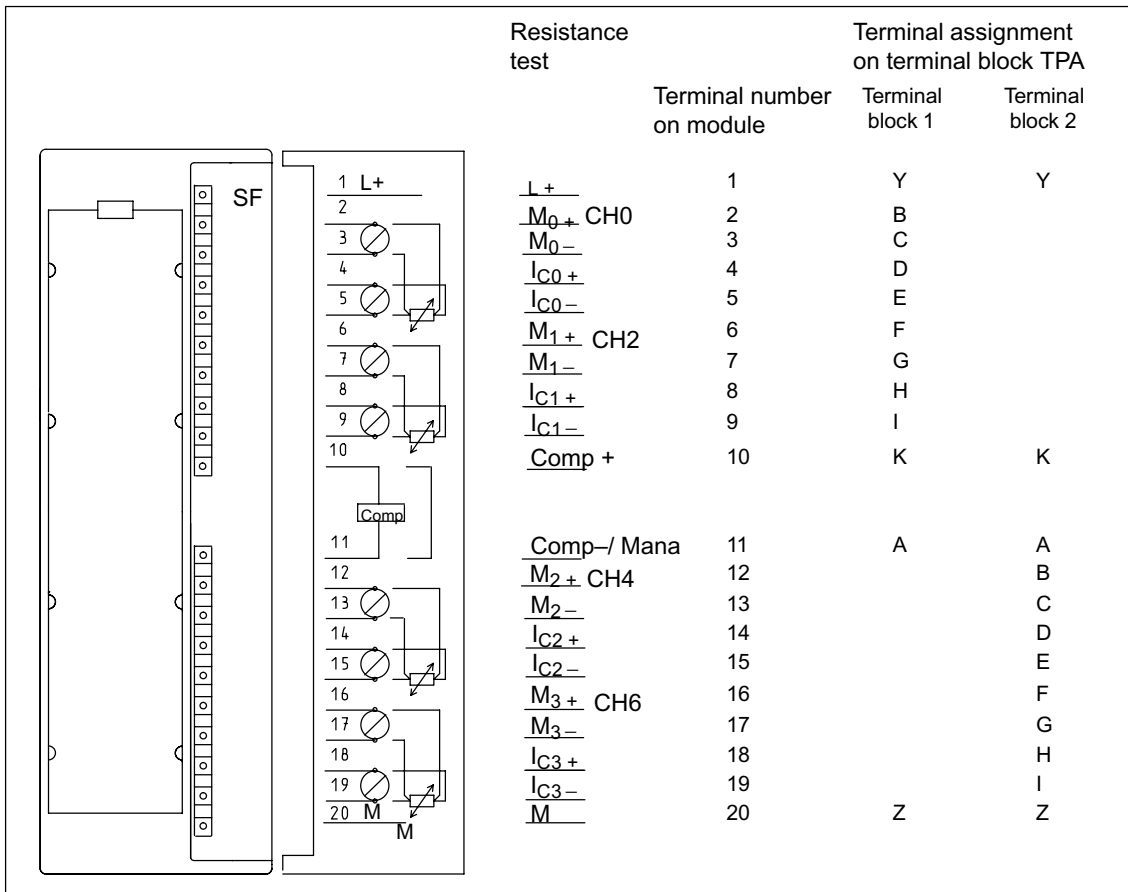 Resistance
test
Terminal number
on module
Terminal assignment
on terminal block TPA
Terminal
block 1
Terminal
block 2
SF
1 L+
2
3
4
5
6
7
8
9
10
Comp
11
12
13
14
15
16
17
18
19
20 M
M
L + 1 Y Y
M0 + CH0 2 B
M0 – 3 C
IC0 + 4 D
IC0 – 5 E
M1 + CH2 6 F
M1 – 7 G
IC1 + 8 H
IC1 – 9 I
Comp + 10 K K
Comp–/ Mana 11 A A
M2 + CH4 12 B
M2 – 13 C
IC2 + 14 D
IC2 – 15 E
M3 + CH6 16 F
M3 – 17 G
IC3 + 18 H
IC3 – 19 I
M 20 Z Z